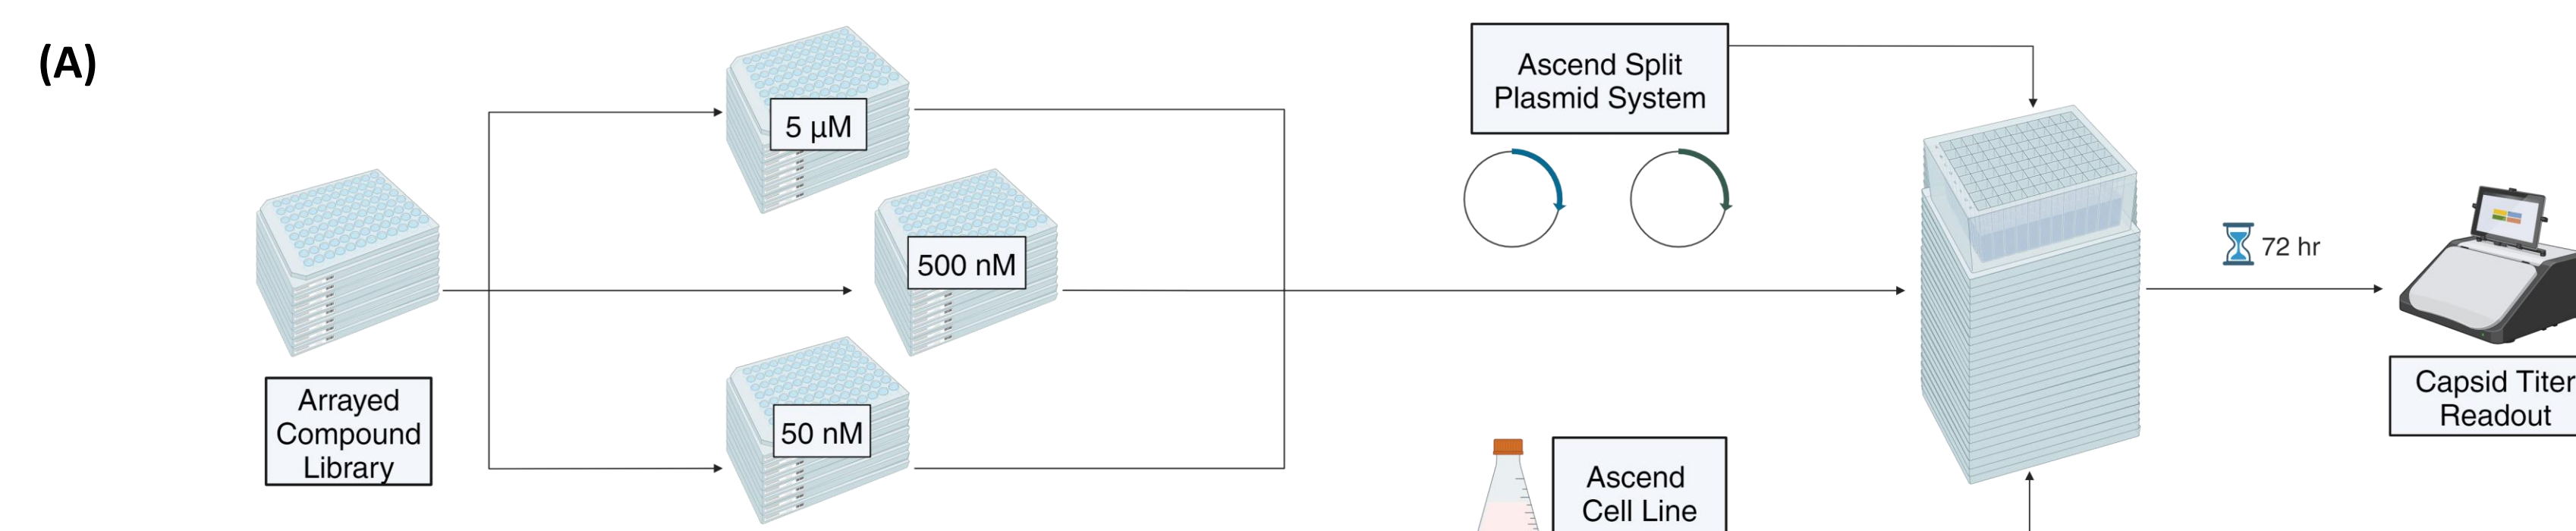 (A)
Arrayed
Compound
Library
5 µM
500 nM
50 nM
Ascend Split
Plasmid System
Ascend
Cell Line
72 hr
Capsid Titer
Readout